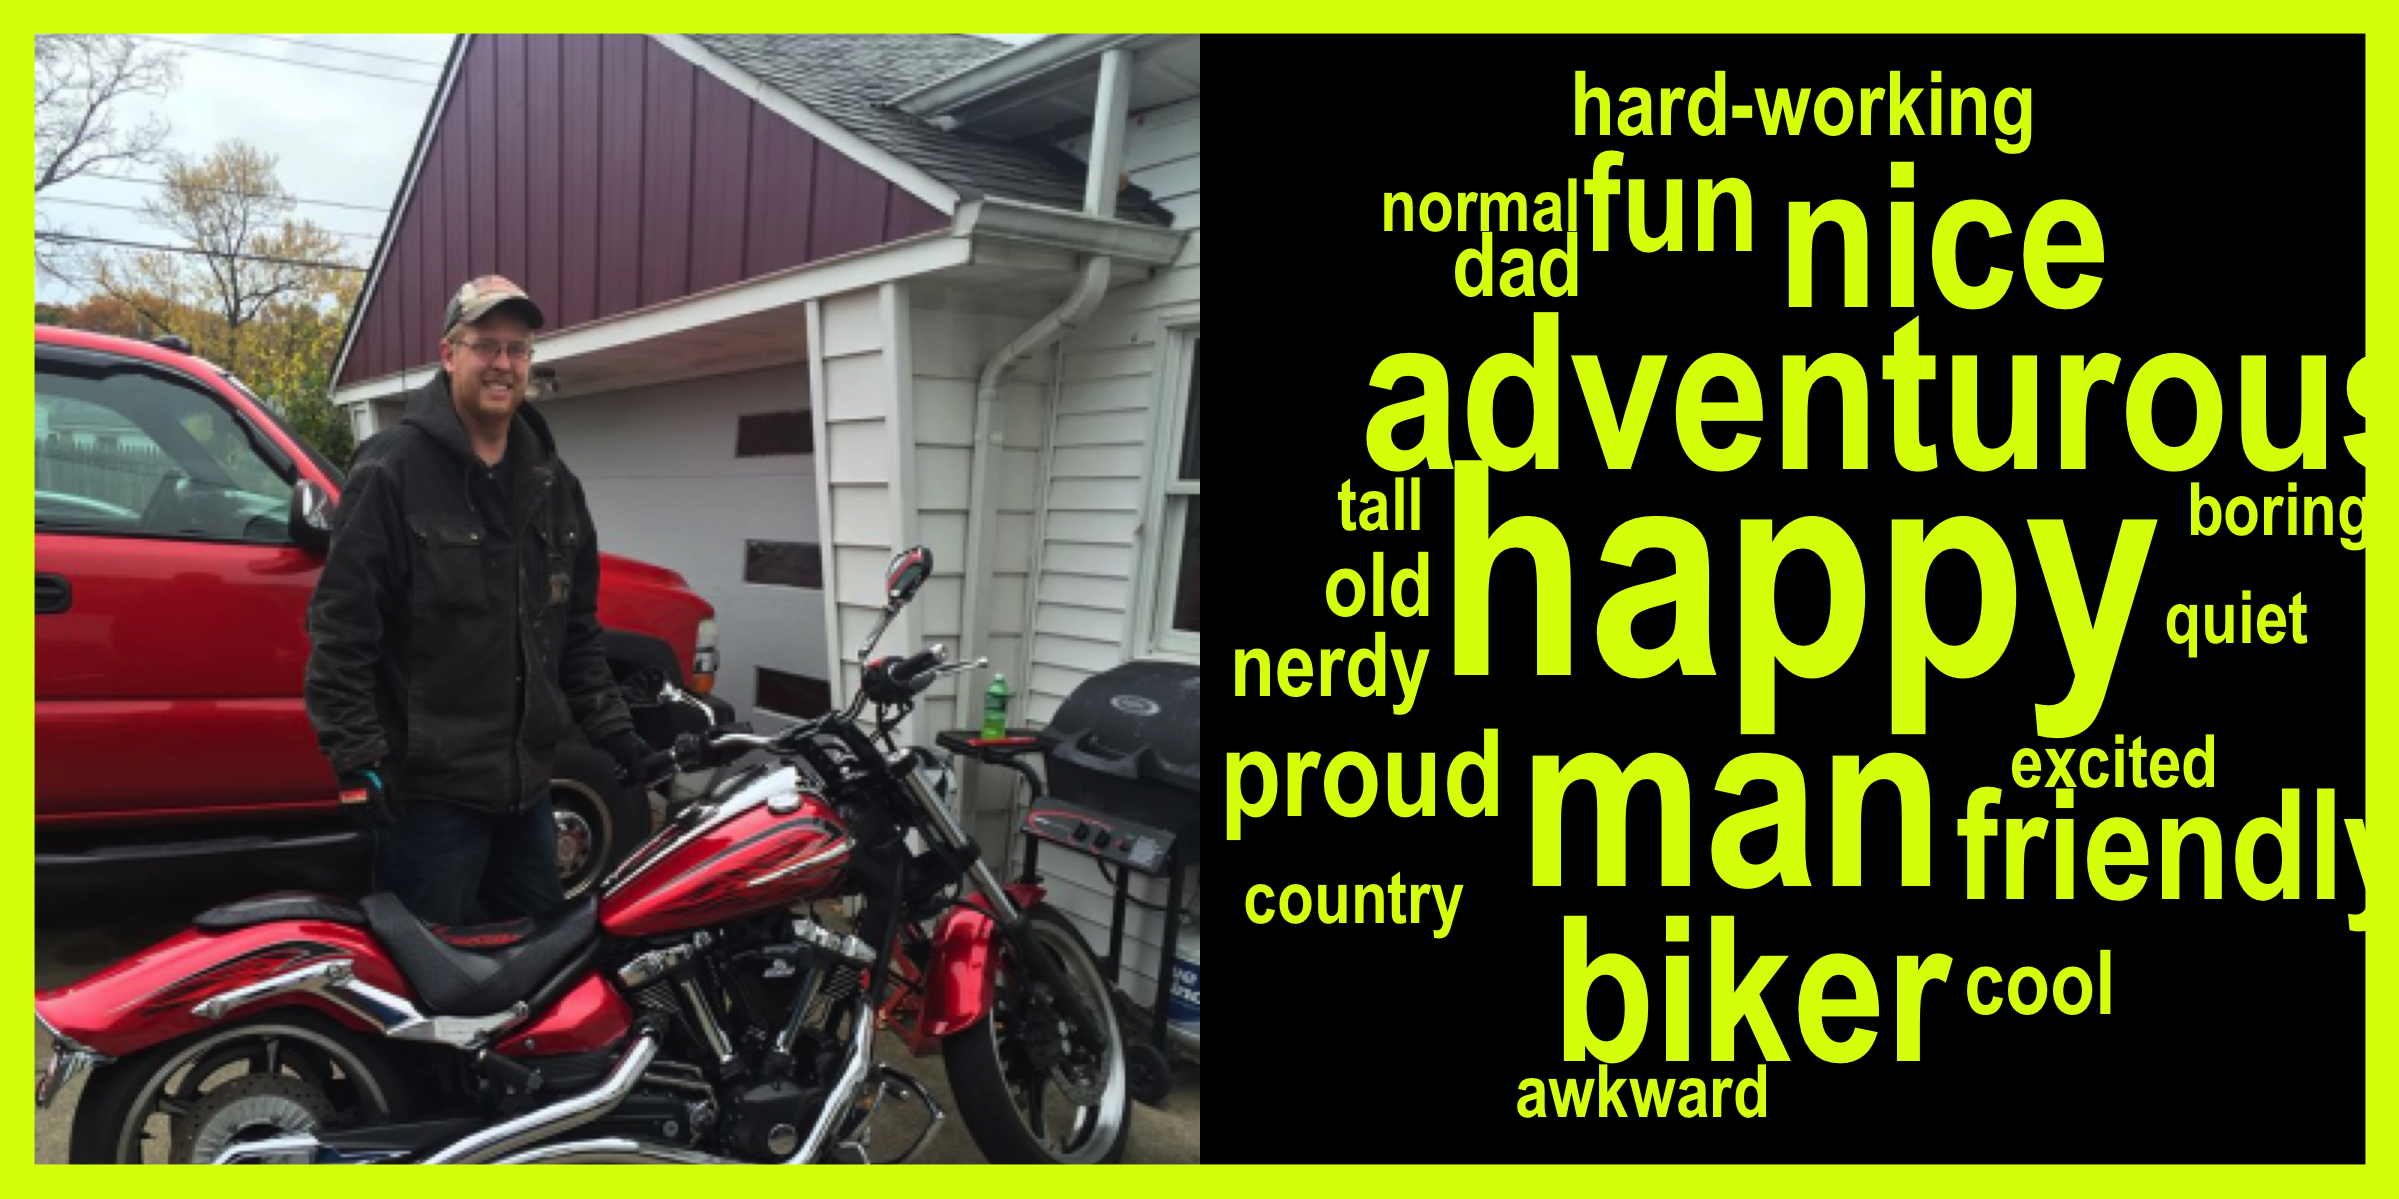 hard-working
normal fun nice
dad
adventurous
tall
boring
happy
old
quiet
nerdy
proud man excited
friendly
country
biker cool
awkward